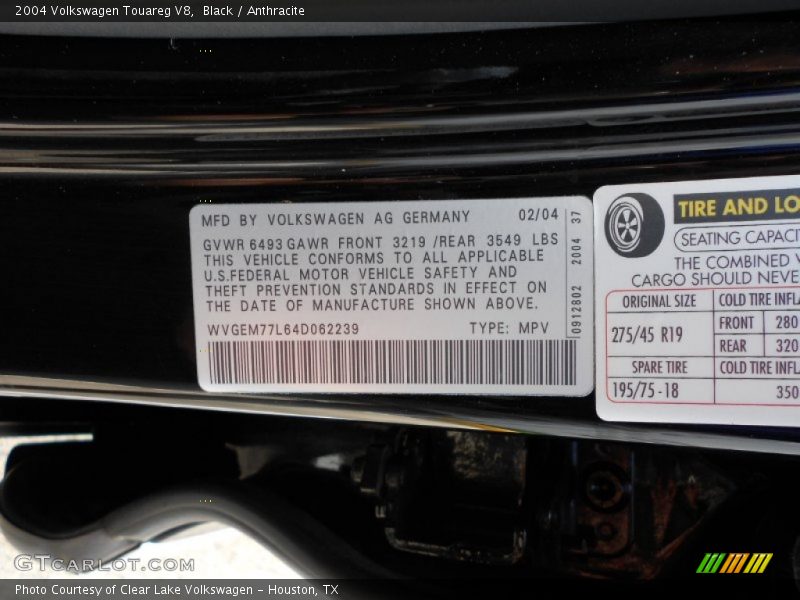 2004 Volkswagen Touareg V8, Black / Anthracite
MFD BY VOLKSWAGEN AG GERMANY 02/04
GVWR 6493 GAWR FRONT 3219 /REAR 3549 LBS
THIS VEHICLE CONFORMS TO ALL APPLICABLE
U.S.FEDERAL MOTOR VEHICLE SAFETY AND
THEFT PREVENTION STANDARDS IN EFFECT ON
THE DATE OF MANUFACTURE SHOWN ABOVE.
WVGEM77L64D062239 TYPE: MPV
0912802 2004 37
TIRE AND LO
SEATING CAPACI
THE COMBINED
CARGO SHOULD NEVE
ORIGINAL SIZE COLD TIRE INFLA
275/45 R19 FRONT 280
REAR 320
SPARE TIRE COLD TIRE INFLA
195/75-18 350
GTCARLOT.COM
Photo Courtesy of Clear Lake Volkswagen - Houston, TX